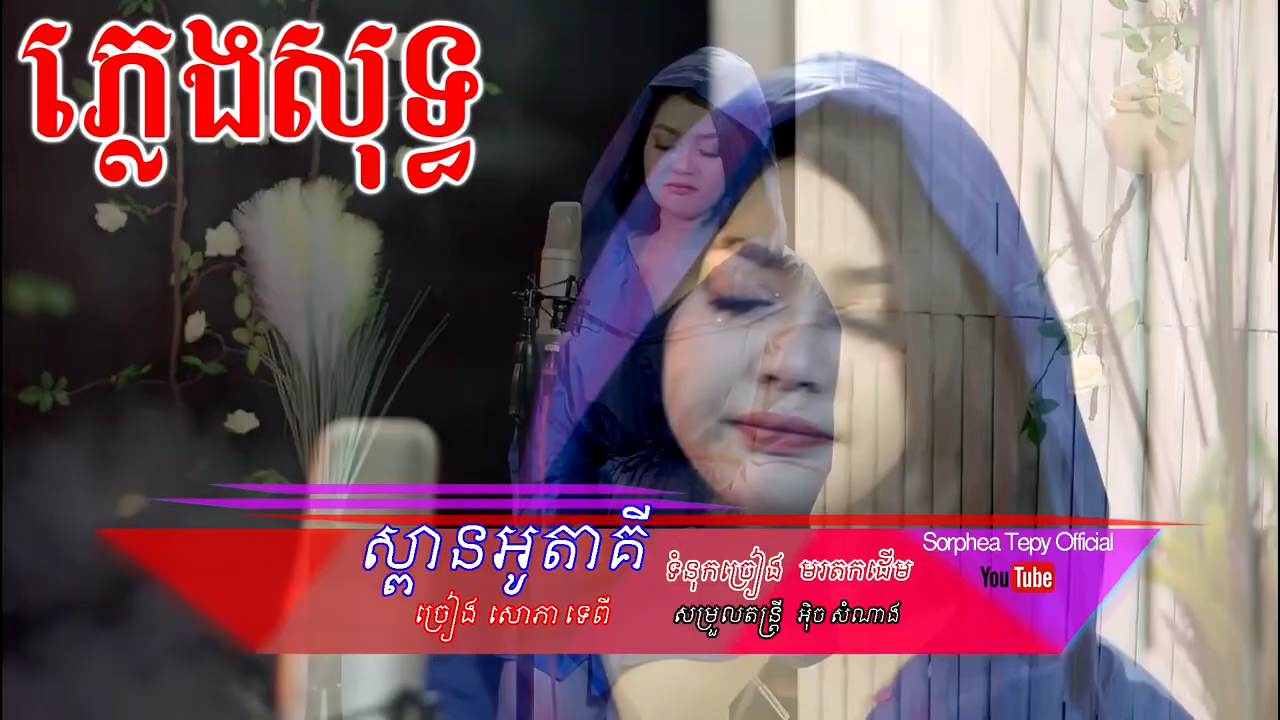 ភ្លេងសុទ្ធ
ស្ពានអូតាគី
ច្រៀង សោភា ទេពី
ទំនុកច្រៀង មរតកដើម
សម្រួលតន្ត្រី អ៊ិច សំណាង
Sorphea Tepy Official
YouTube